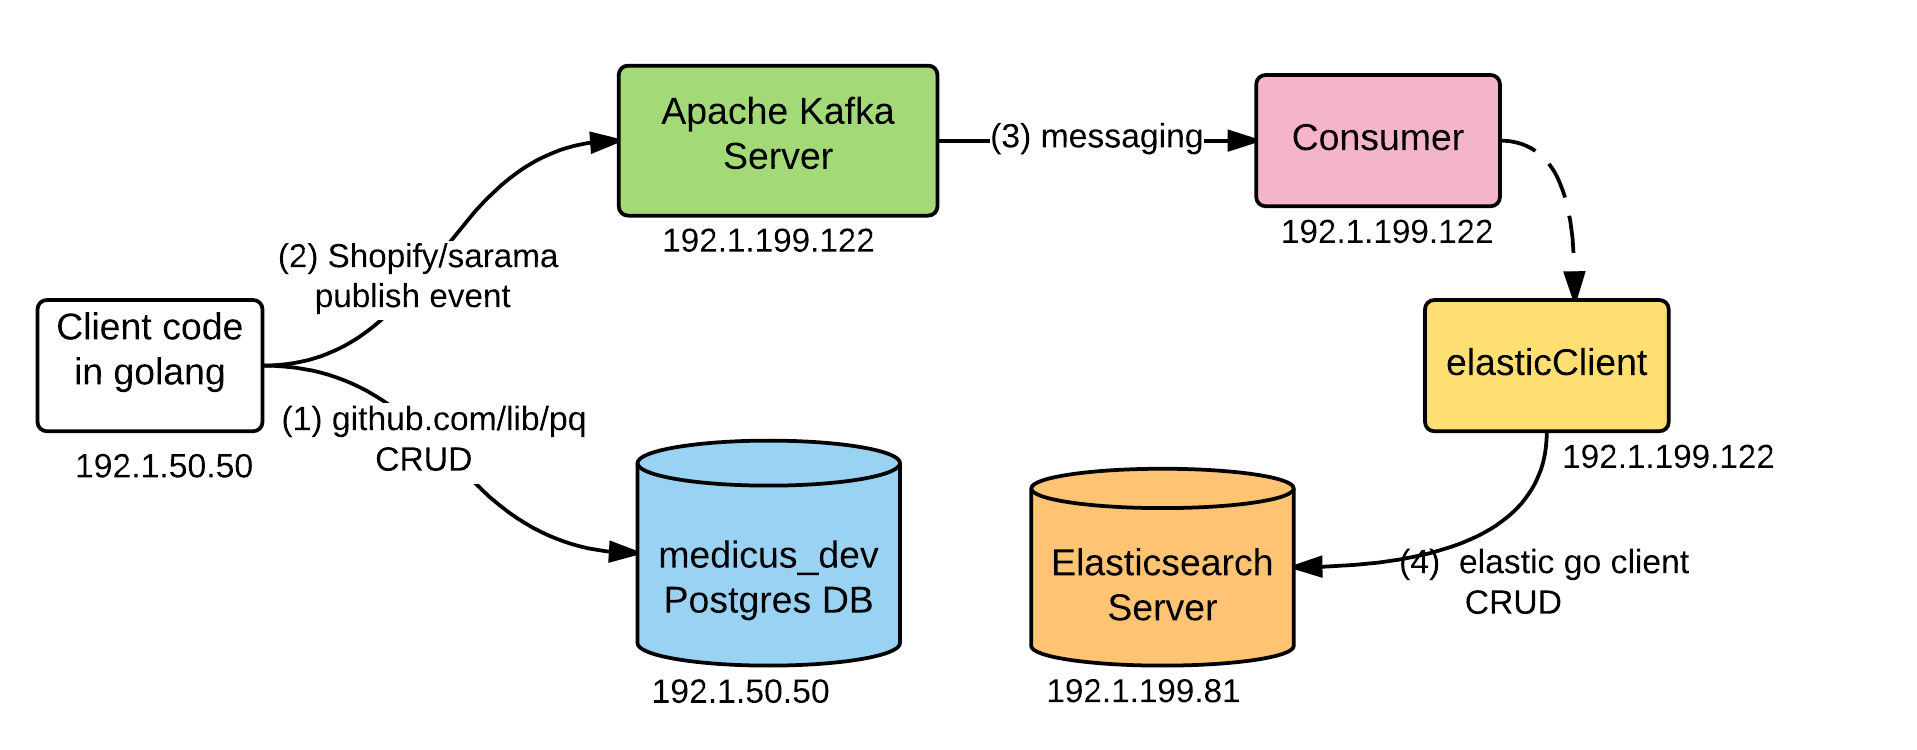 Apache Kafka
Server
192.1.199.122
(3) messaging
Consumer
192.1.199.122
(2) Shopify/sarama
publish event
Client code
in golang
192.1.50.50
(1) github.com/lib/pq
CRUD
medicus_dev
Postgres DB
192.1.50.50
elasticClient
192.1.199.122
(4)  elastic go client
CRUD
Elasticsearch
Server
192.1.199.81